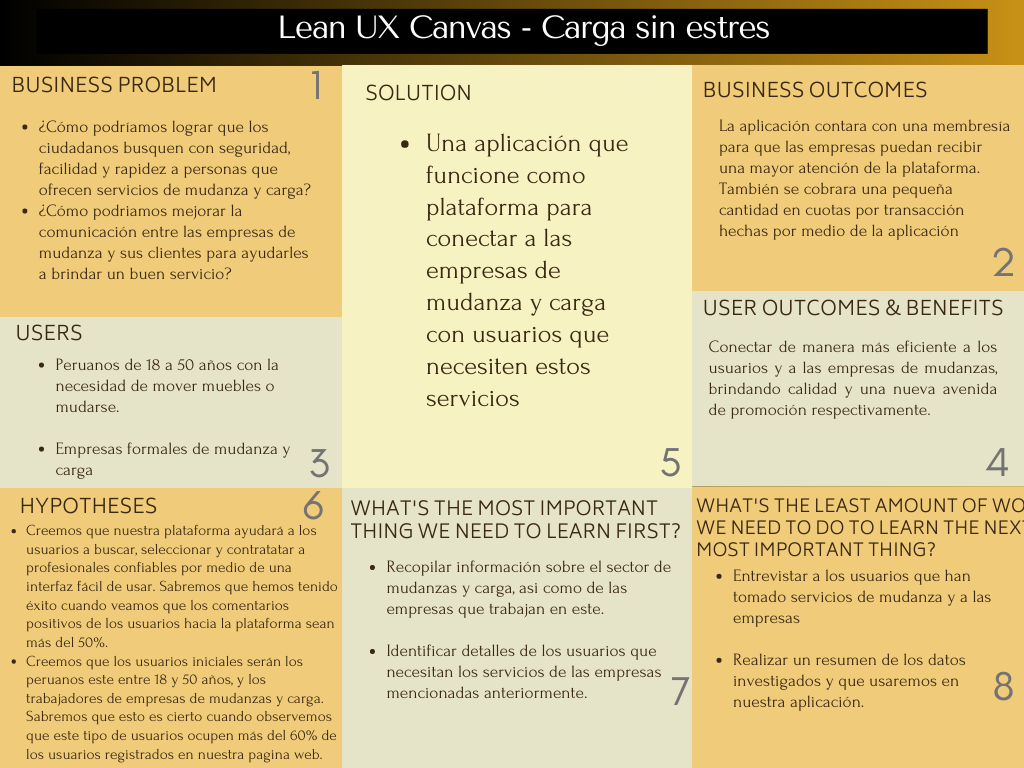 Lean UX Canvas - Carga sin estres
BUSINESS PROBLEM
1
• ¿Cómo podríamos lograr que los
ciudadanos busquen con seguridad,
facilidad y rapidez a personas que
ofrecen servicios de mudanza y carga?
• ¿Cómo podriamos mejorar la
comunicación entre las empresas de
mudanza y sus clientes para ayudarles
a brindar un buen servicio?
SOLUTION
• Una aplicación que
funcione como
plataforma para
conectar a las
empresas de
mudanza y carga
con usuarios que
necesiten estos
servicios
5
BUSINESS OUTCOMES
La aplicación contara con una membresía
para que las empresas puedan recibir
una mayor atención de la plataforma.
También se cobrara una pequeña
cantidad en cuotas por transacción
hechas por medio de la aplicación
2
USERS
• Peruanos de 18 a 50 años con la
necesidad de mover muebles o
mudarse.
• Empresas formales de mudanza y
carga
3
USER OUTCOMES & BENEFITS
Conectar de manera más eficiente a los
usuarios y a las empresas de mudanzas,
brindando calidad y una nueva avenida
de promoción respectivamente.
4
HYPOTHESES
6
• Creemos que nuestra plataforma ayudará a los
usuarios a buscar, seleccionar y contratatar a
profesionales confiables por medio de una
interfaz fácil de usar. Sabremos que hemos tenido
éxito cuando veamos que los comentarios
positivos de los usuarios hacia la plataforma sean
más del 50%.
• Creemos que los usuarios iniciales serán los
peruanos este entre 18 y 50 años, y los
trabajadores de empresas de mudanzas y carga.
Sabremos que esto es cierto cuando observemos
que este tipo de usuarios ocupen más del 60% de
los usuarios registrados en nuestra pagina web.
WHAT'S THE MOST IMPORTANT
THING WE NEED TO LEARN FIRST?
• Recopilar información sobre el sector de
mudanzas y carga, asi como de las
empresas que trabajan en este.
• Identificar detalles de los usuarios que
necesitan los servicios de las empresas
mencionadas anteriormente.
7
WHAT'S THE LEAST AMOUNT OF WO
WE NEED TO DO TO LEARN THE NEXT
MOST IMPORTANT THING?
• Entrevistar a los usuarios que han
tomado servicios de mudanza y a las
empresas
• Realizar un resumen de los datos
investigados y que usaremos en
nuestra aplicación.
8